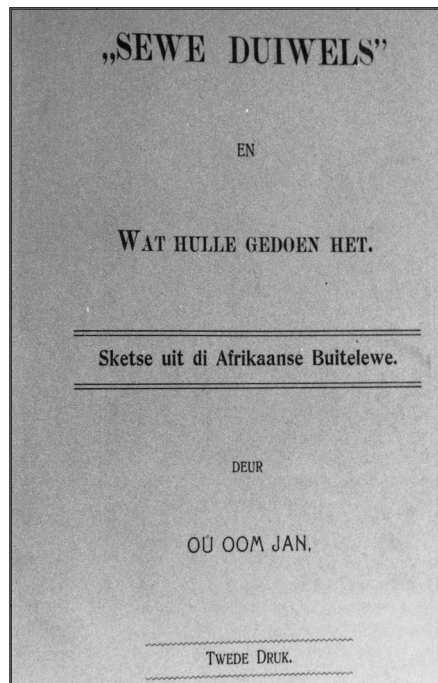 „SEWE DUIWELS”
EN
WAT HULLE GEDOEN HET.
Sketse uit di Afrikaanse Buitelewe.
DEUR
OU OOM JAN,
TWEDE DRUK.